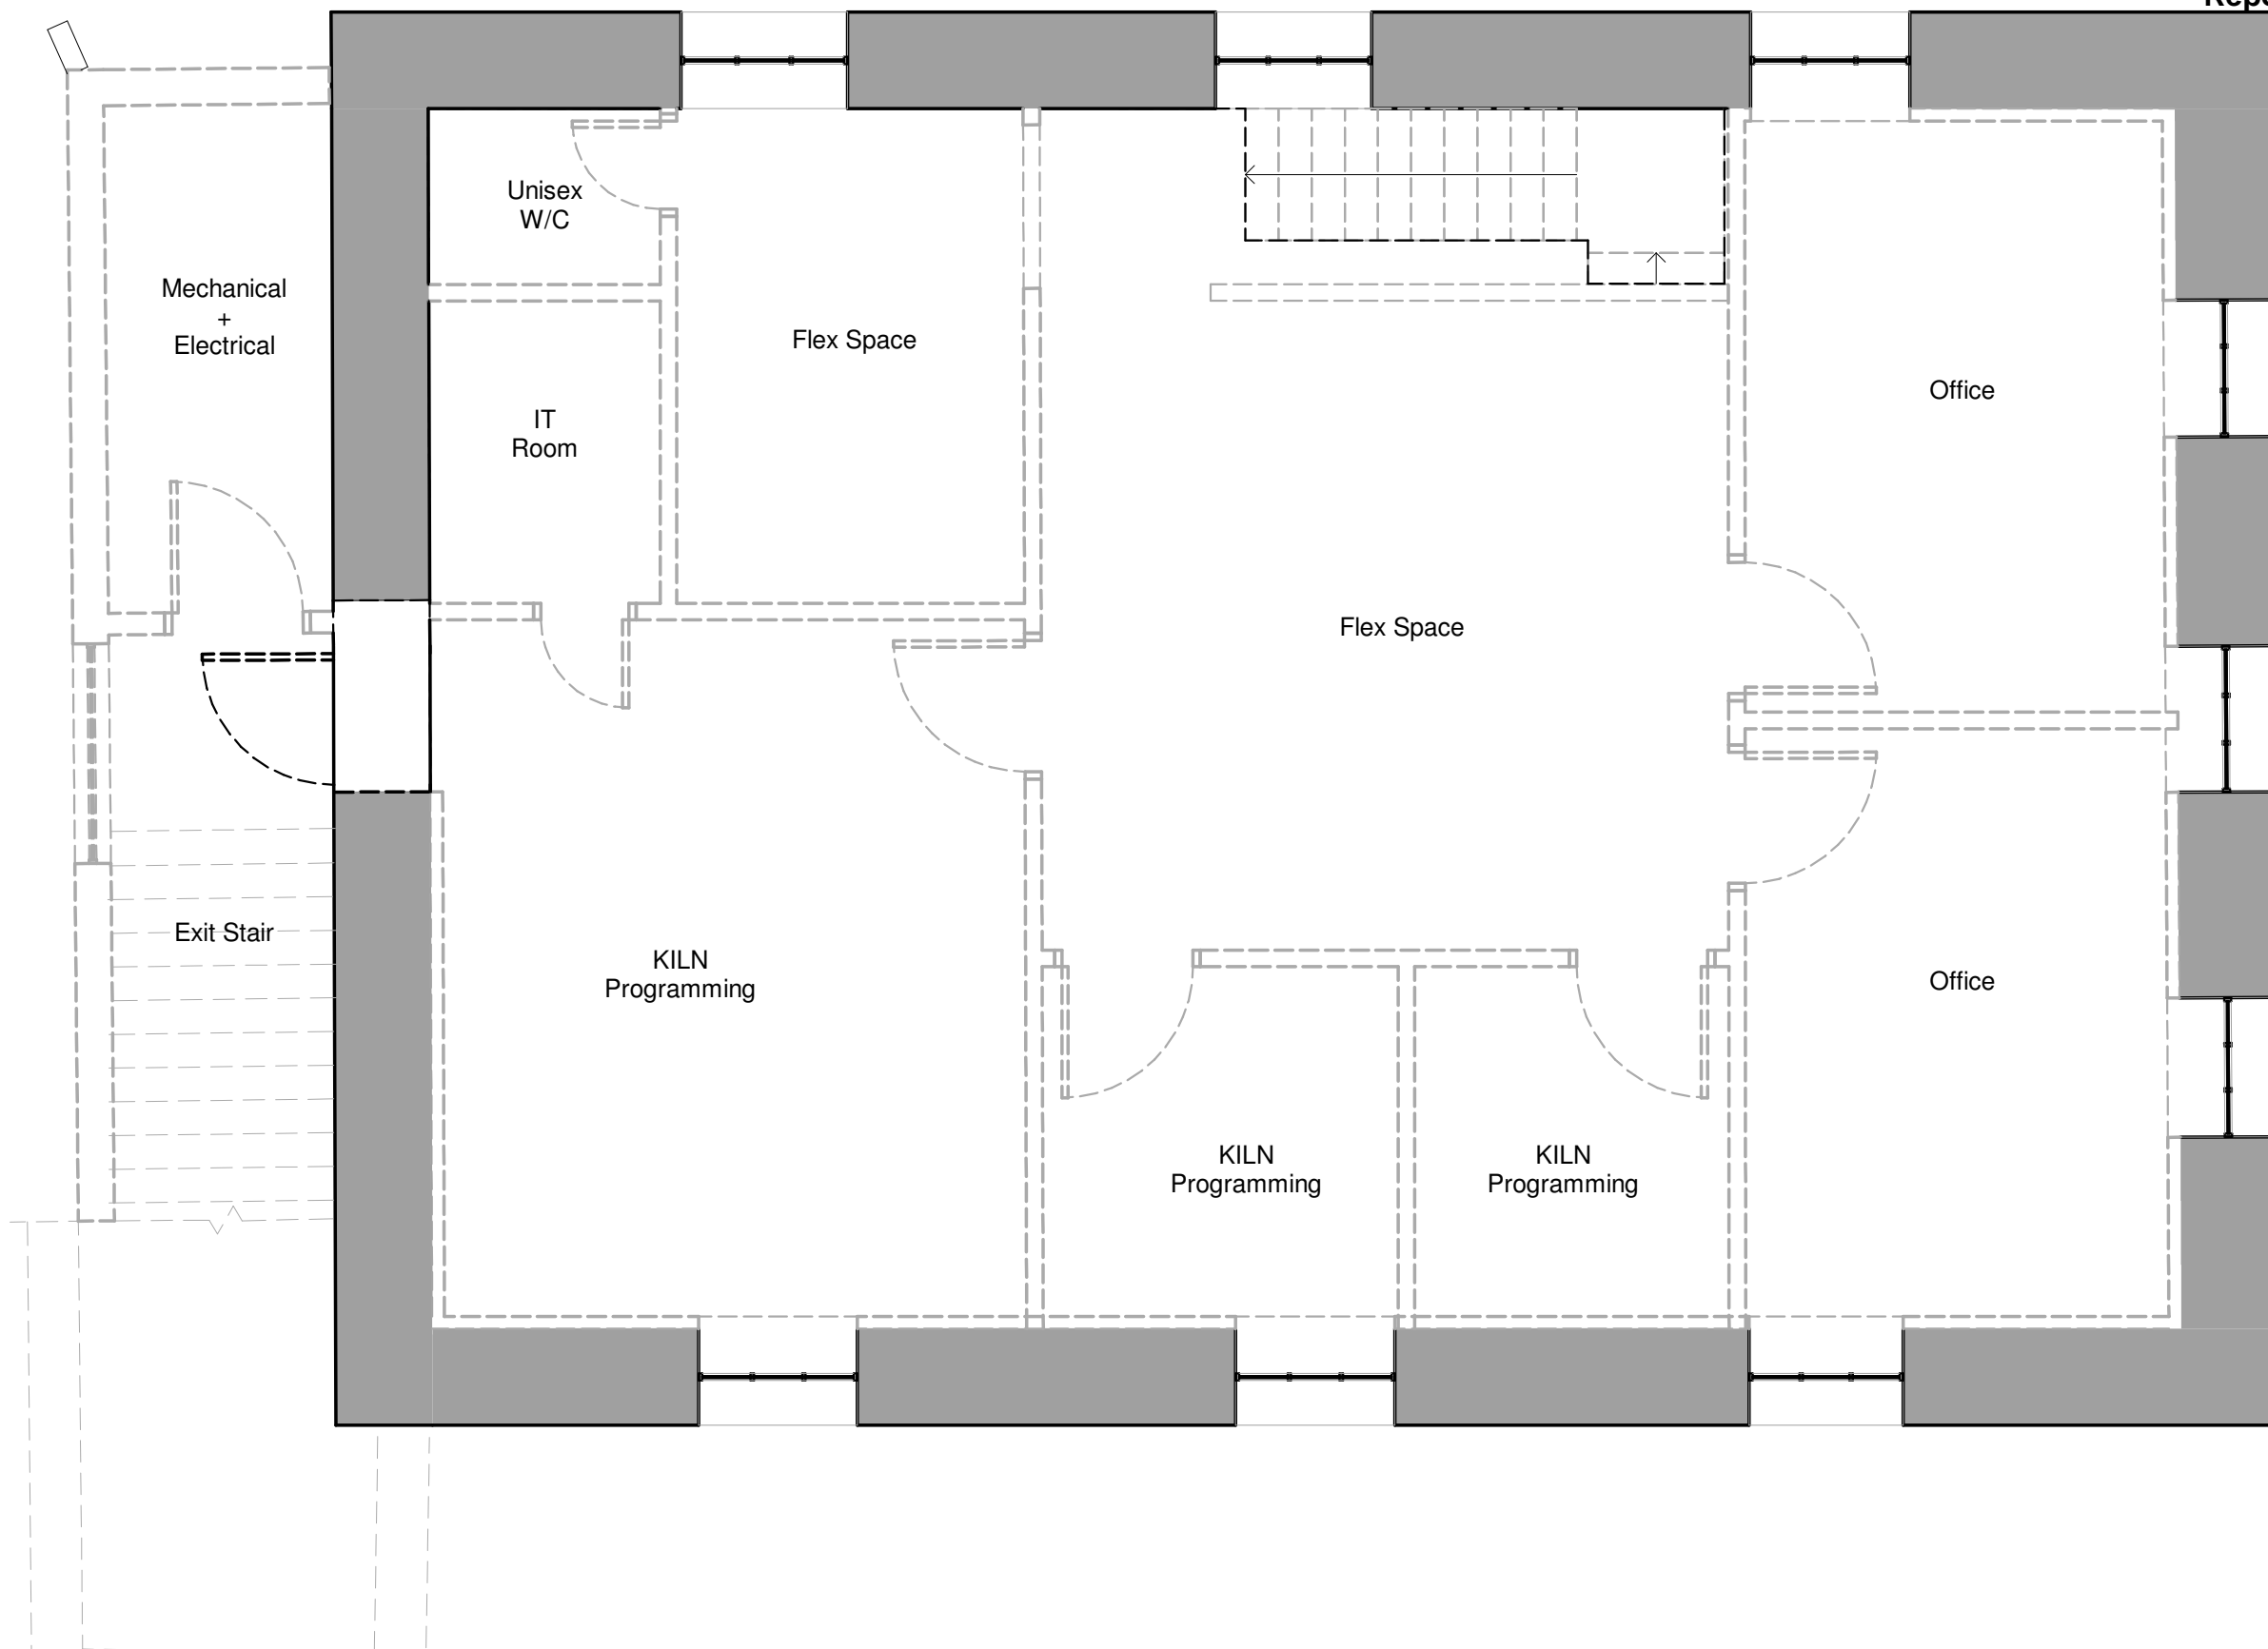 Unisex
W/C
Mechanical
+
Electrical
Flex Space
Office
IT
Room
Flex Space
Exit Stair
KILN
Programming
Office
KILN
Programming
KILN
Programming